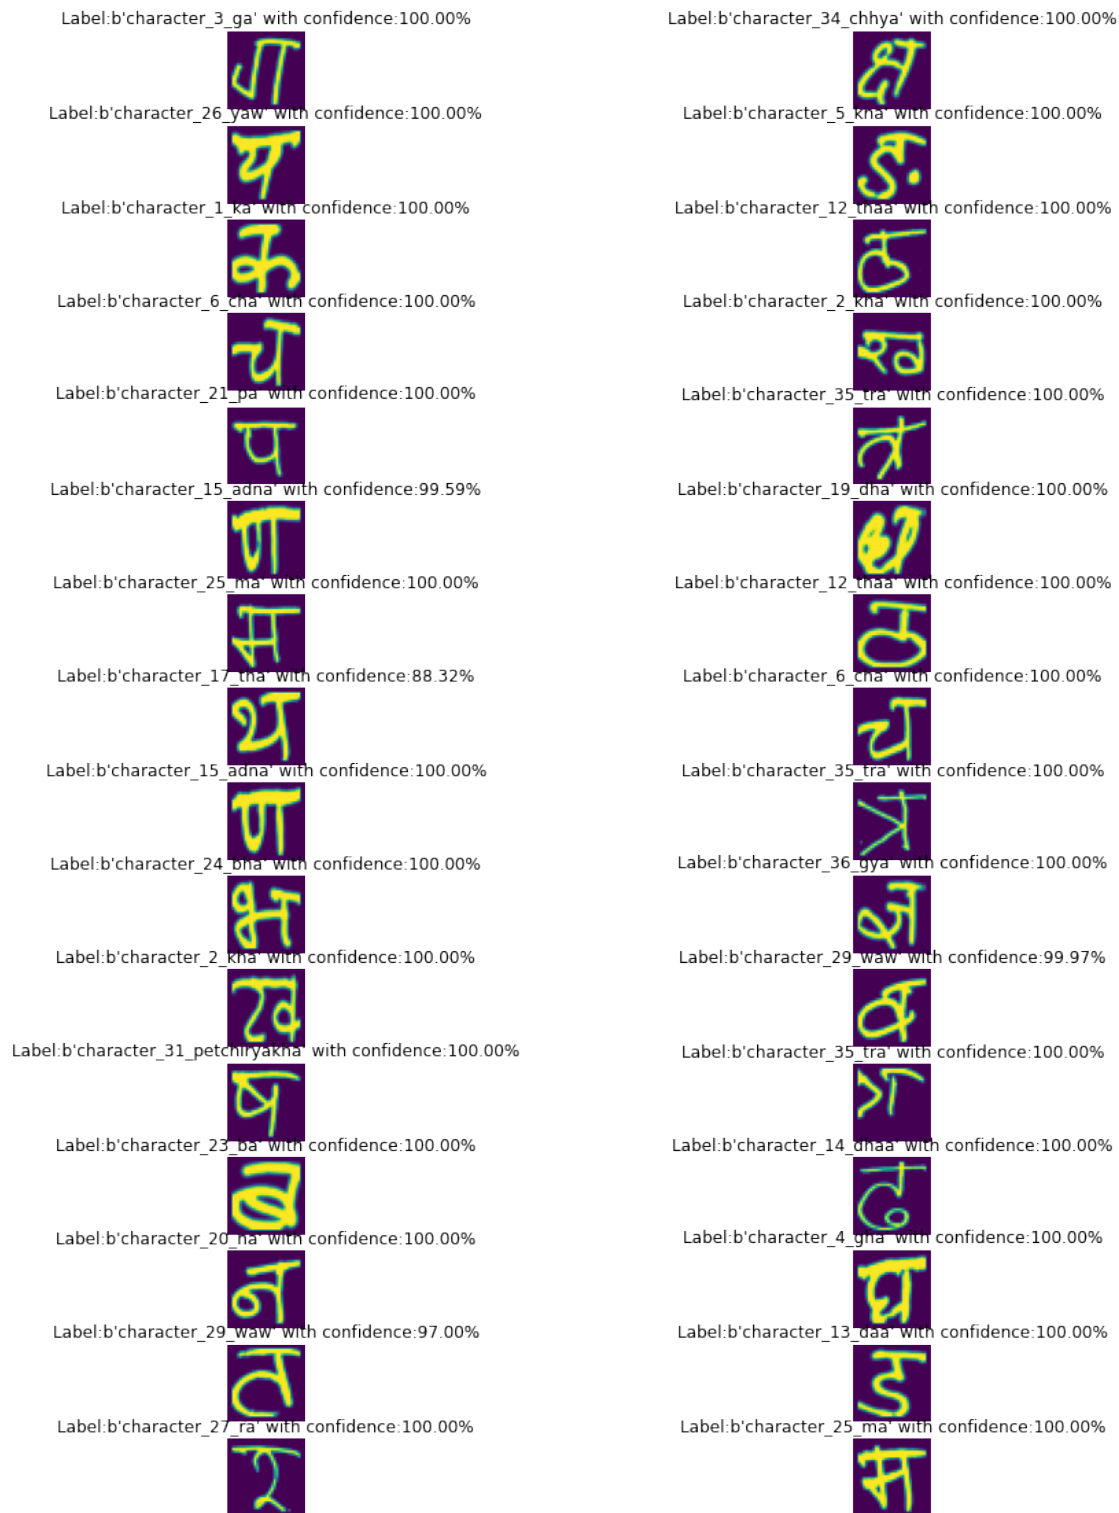 Label:b'character_3_ga' with confidence:100.00% Label:b'character_34_chhya' with confidence:100.00%
ग क्ष
Label:b'character_26_yaw' with confidence:100.00% Label:b'character_5_kna' with confidence:100.00%
य ङ
Label:b'character_1_ka' with confidence:100.00% Label:b'character_12_thaa' with confidence:100.00%
क ठ
Label:b'character_6_cha' with confidence:100.00% Label:b'character_2_kha' with confidence:100.00%
च ख
Label:b'character_21_pa' with confidence:100.00% Label:b'character_35_tra' with confidence:100.00%
प त्र
Label:b'character_15_adna' with confidence:99.59% Label:b'character_19_dha' with confidence:100.00%
ण ध
Label:b'character_25_ma' with confidence:100.00% Label:b'character_12_thaa' with confidence:100.00%
म ठ
Label:b'character_17_tha' with confidence:88.32% Label:b'character_6_cha' with confidence:100.00%
थ च
Label:b'character_15_adna' with confidence:100.00% Label:b'character_35_tra' with confidence:100.00%
ण त्र
Label:b'character_24_bha' with confidence:100.00% Label:b'character_36_gya' with confidence:100.00%
भ ज्ञ
Label:b'character_2_kha' with confidence:100.00% Label:b'character_29_waw' with confidence:99.97%
ख व
Label:b'character_31_petchiryakha' with confidence:100.00% Label:b'character_35_tra' with confidence:100.00%
ष त्र
Label:b'character_23_ba' with confidence:100.00% Label:b'character_14_dhaa' with confidence:100.00%
ब ढ
Label:b'character_20_na' with confidence:100.00% Label:b'character_4_gha' with confidence:100.00%
न घ
Label:b'character_29_waw' with confidence:97.00% Label:b'character_13_daa' with confidence:100.00%
ड
Label:b'character_27_ra' with confidence:100.00% Label:b'character_25_ma' with confidence:100.00%
र म